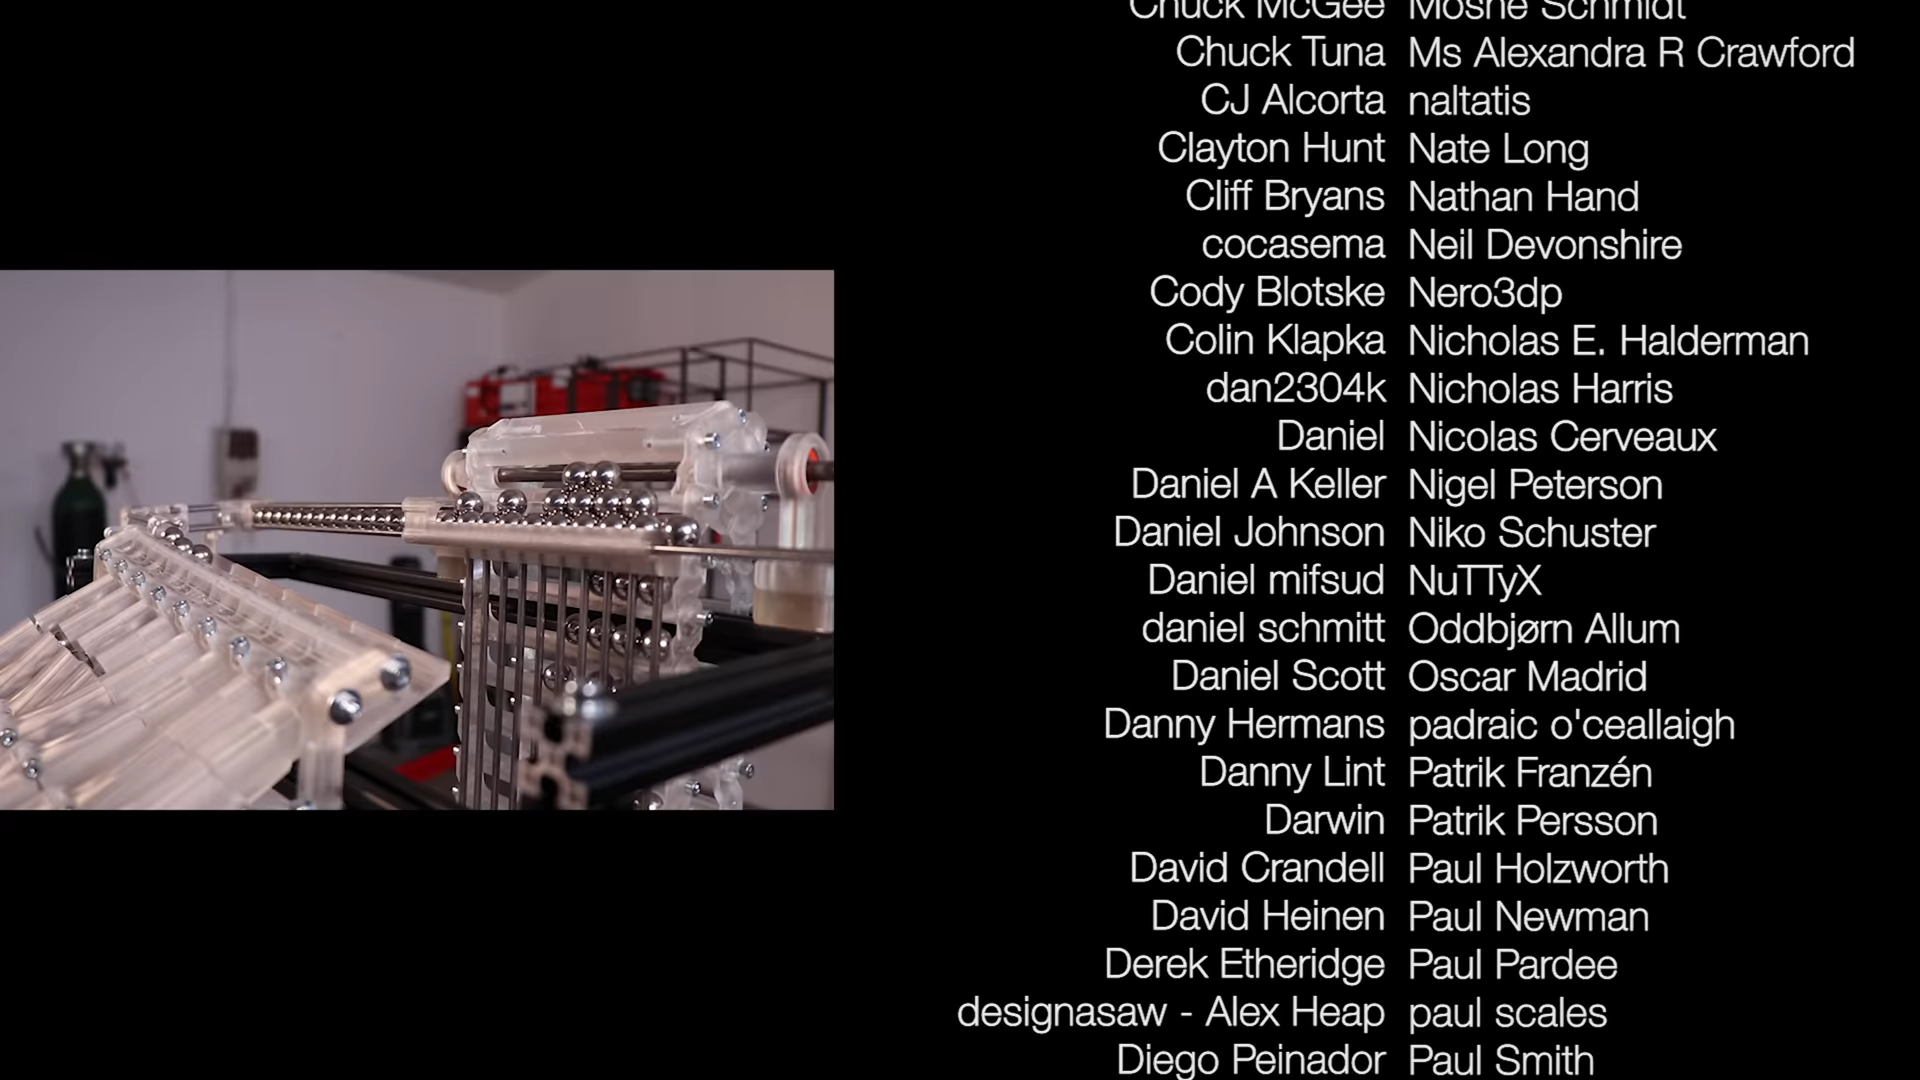 Chuck McGee Moshe Schmidt
Chuck Tuna Ms Alexandra R Crawford
CJ Alcorta naltatis
Clayton Hunt Nate Long
Cliff Bryans Nathan Hand
cocasema Neil Devonshire
Cody Blotske Nero3dp
Colin Klapka Nicholas E. Halderman
dan2304k Nicholas Harris
Daniel Nicolas Cerveaux
Daniel A Keller Nigel Peterson
Daniel Johnson Niko Schuster
Daniel mifsud NuTTyX
daniel schmitt Oddbjørn Allum
Daniel Scott Oscar Madrid
Danny Hermans padraic o'ceallaigh
Danny Lint Patrik Franzén
Darwin Patrik Persson
David Crandell Paul Holzworth
David Heinen Paul Newman
Derek Etheridge Paul Pardee
designasaw - Alex Heap paul scales
Diego Peinador Paul Smith